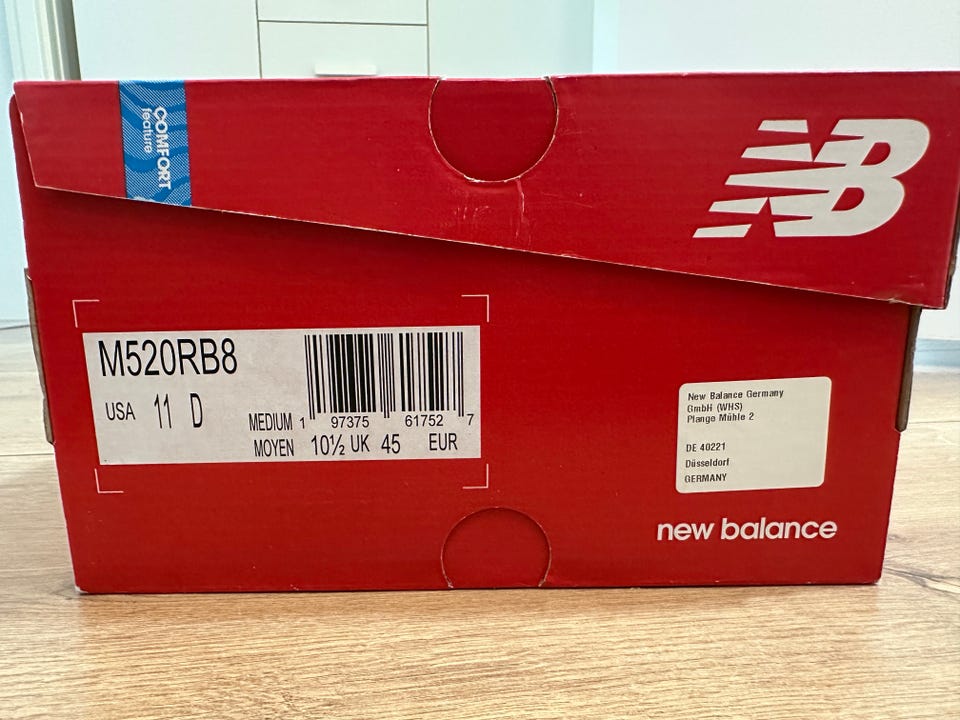 COMFORT
feature
NB
M520RB8
USA 11 D
MEDIUM
MOYEN
1 97375 61752 7
10½ UK 45 EUR
New Balance Germany
GmbH (WHS)
Plange Mühle 2
DE 40221
Düsseldorf
GERMANY
new balance